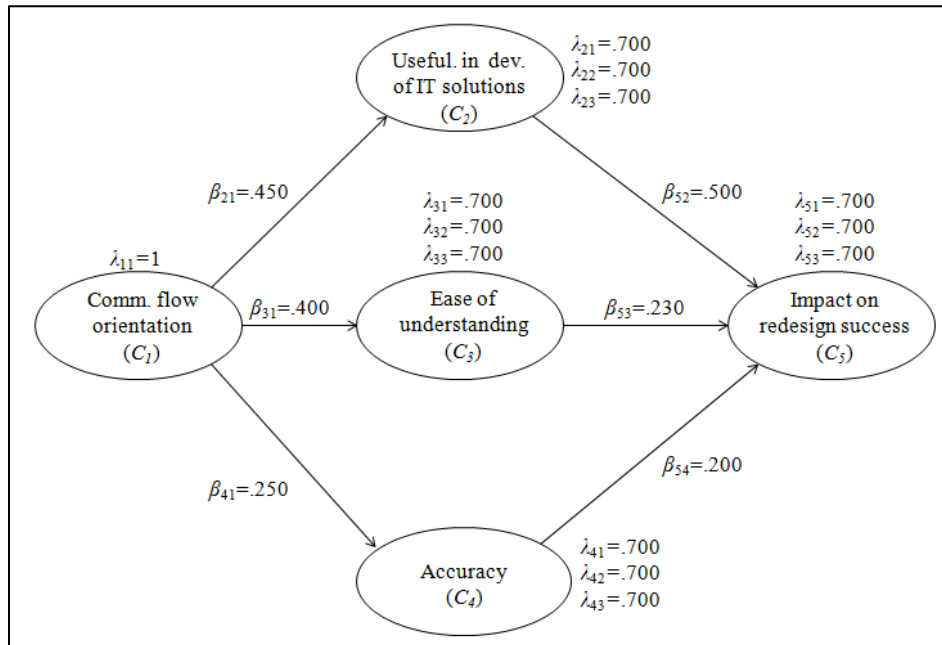 Useful. in dev.
of IT solutions
(C₂)
λ₂₁=.700
λ₂₂=.700
λ₂₃=.700
β₂₁=.450
β₅₂=.500
λ₃₁=.700
λ₃₂=.700
λ₃₃=.700
λ₅₁=.700
λ₅₂=.700
λ₅₃=.700
λ₁₁=1
Comm. flow
orientation
(C₁)
β₃₁=.400
Ease of
understanding
(C₃)
β₅₃=.230
Impact on
redesign success
(C₅)
β₄₁=.250
β₅₄=.200
Accuracy
(C₄)
λ₄₁=.700
λ₄₂=.700
λ₄₃=.700